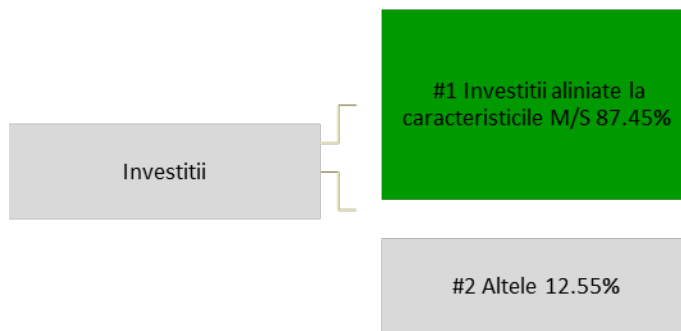 Investitii
#1 Investitii aliniate la
caracteristicile M/S 87.45%
#2 Altele 12.55%